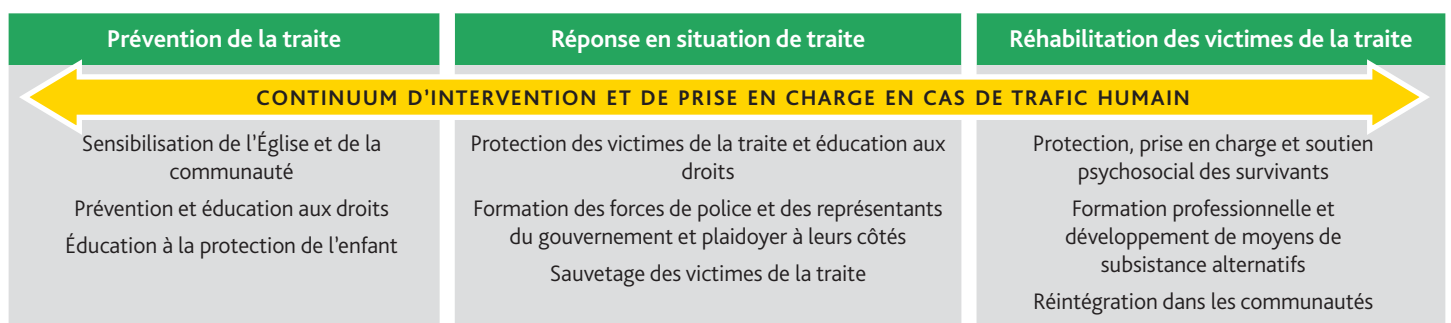 Prévention de la traite
Réponse en situation de traite
Réhabilitation des victimes de la traite
CONTINUUM D'INTERVENTION ET DE PRISE EN CHARGE EN CAS DE TRAFIC HUMAIN
Sensibilisation de l’Église et de la
communauté
Prévention et éducation aux droits
Éducation à la protection de l’enfant
Protection des victimes de la traite et éducation aux
droits
Formation des forces de police et des représentants
du gouvernement et plaidoyer à leurs côtés
Sauvetage des victimes de la traite
Protection, prise en charge et soutien
psychosocial des survivants
Formation professionnelle et
développement de moyens de
subsistance alternatifs
Réintégration dans les communautés